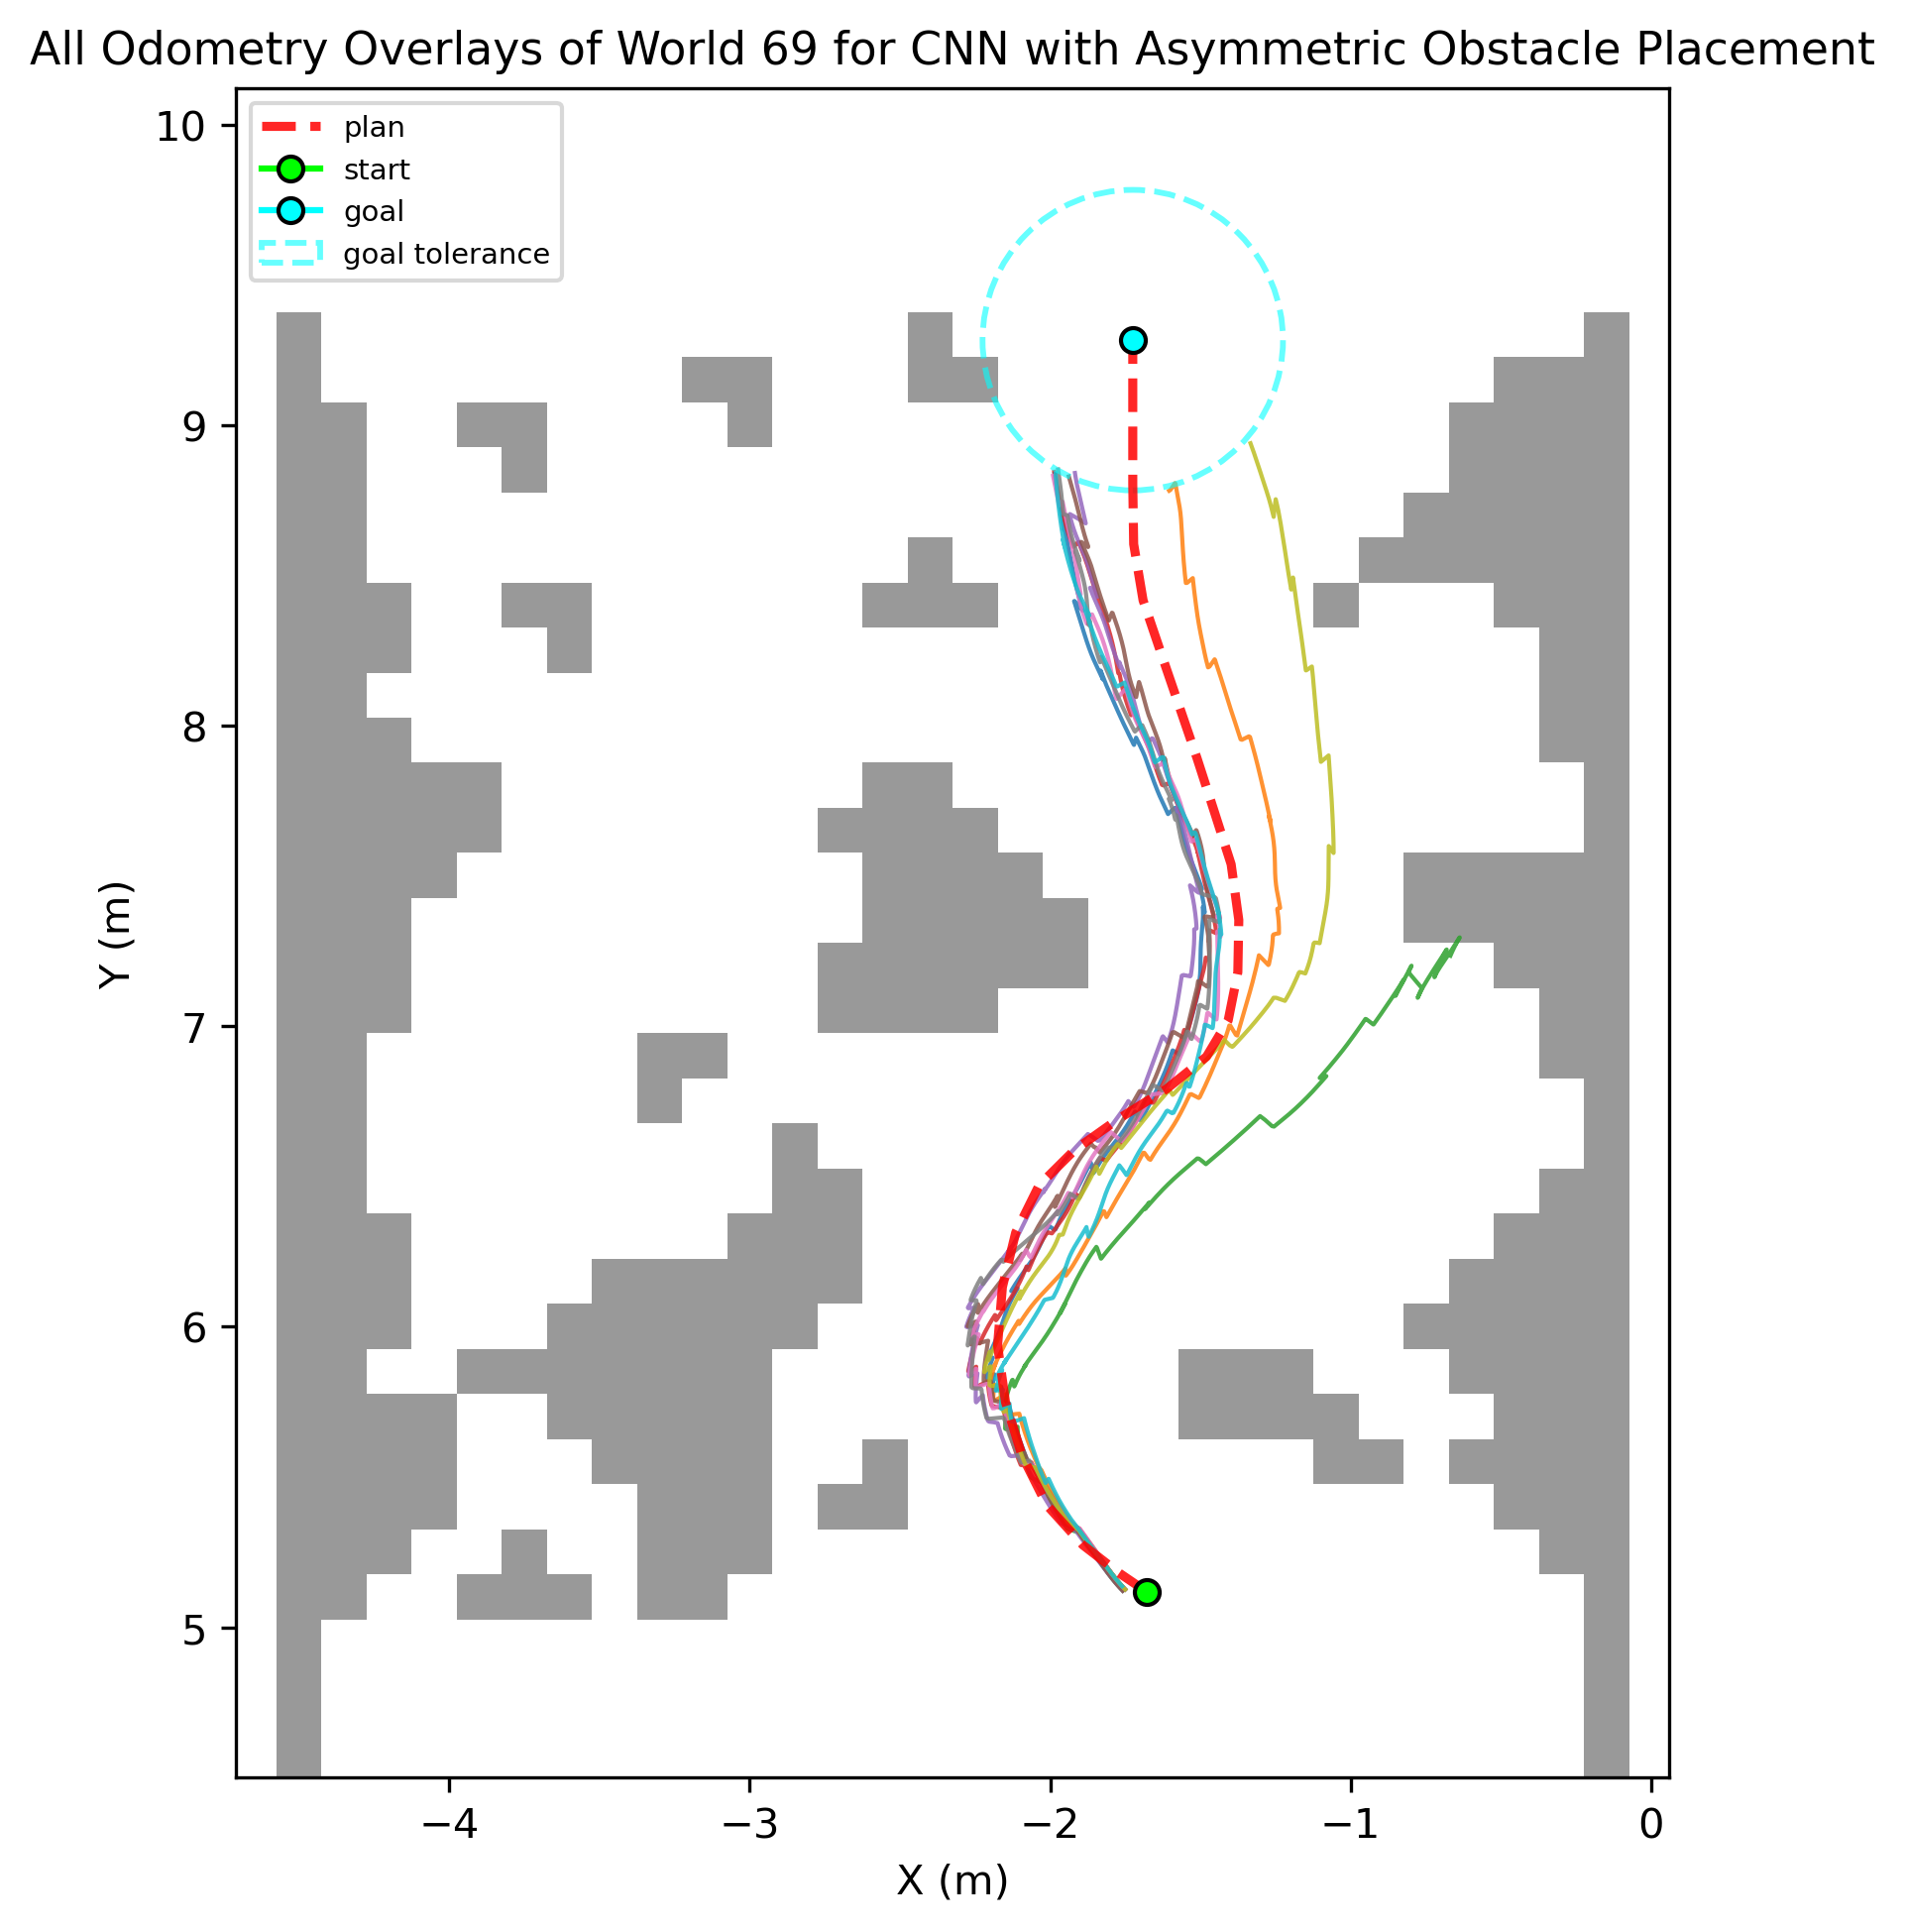 All Odometry Overlays of World 69 for CNN with Asymmetric Obstacle Placement
plan
start
goal
goal tolerance
10
9
8
7
6
5
Y (m)
−4
−3
−2
−1
0
X (m)